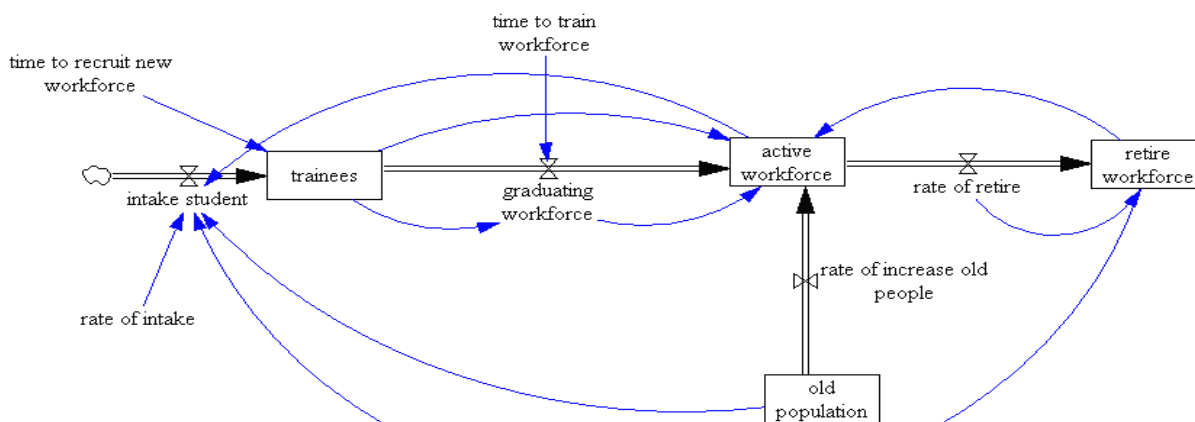 time to train
workforce
time to recruit new
workforce
trainees
active
workforce
retire
workforce
intake student
graduating
workforce
rate of retire
rate of increase old
people
rate of intake
old
population